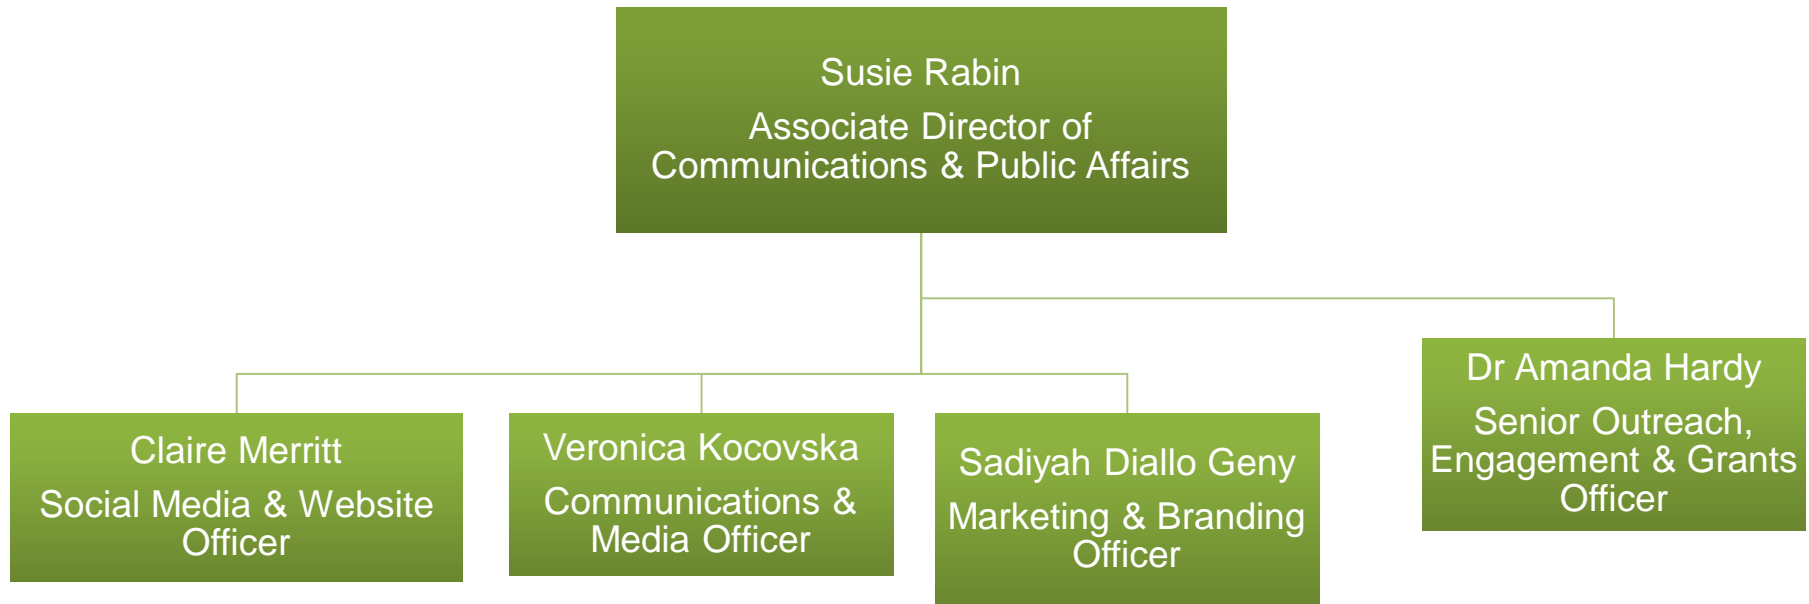 Susie Rabin
Associate Director of
Communications & Public Affairs
Claire Merritt
Social Media & Website
Officer
Veronica Kocovska
Communications &
Media Officer
Sadiyah Diallo Geny
Marketing & Branding
Officer
Dr Amanda Hardy
Senior Outreach,
Engagement & Grants
Officer